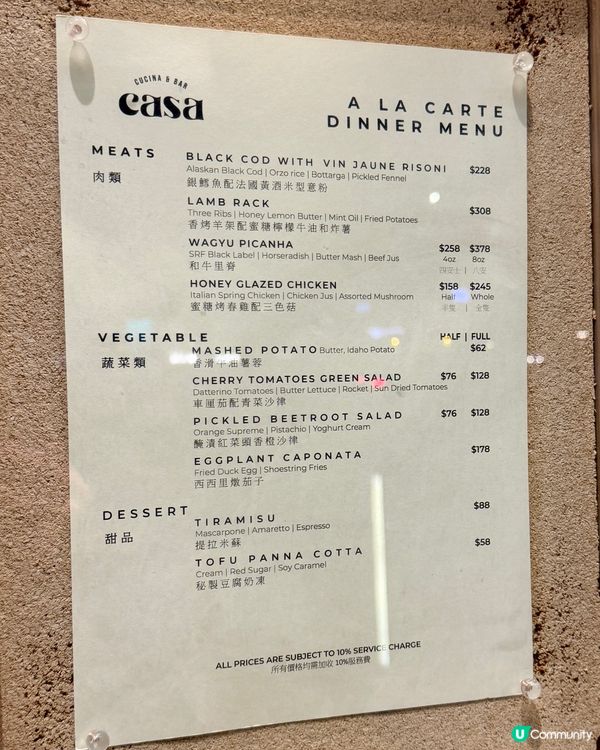 CUCINA & BAR
casa
A LA CARTE
DINNER MENU
MEATS
肉類
BLACK COD WITH VIN JAUNE RISONI $228
Alaskan Black Cod | Orzo rice | Bottarga | Pickled Fennel
銀鱈魚配法國黃酒米型意粉
LAMB RACK $308
Three Ribs | Honey Lemon Butter | Mint Oil | Fried Potatoes
香烤羊架配蜜糖檸檬牛油和炸薯
WAGYU PICANHA $258 $378
SRF Black Label | Horseradish | Butter Mash | Beef Jus 4oz 8oz
和牛里脊 四安士 | 八安
HONEY GLAZED CHICKEN $158 $245
Italian Spring Chicken | Chicken Jus | Assorted Mushroom Half Whole
蜜糖烤春雞配三色菇 半隻 | 全隻
VEGETABLE HALF | FULL
蔬菜類
MASHED POTATO Butter, Idaho Potato $62
香滑牛油薯蓉
CHERRY TOMATOES GREEN SALAD $76 $128
Datterino Tomatoes | Butter Lettuce | Rocket | Sun Dried Tomatoes
車厘茄配青菜沙律
PICKLED BEETROOT SALAD $76 $128
Orange Supreme | Pistachio | Yoghurt Cream
醃漬紅菜頭香橙沙律
EGGPLANT CAPONATA $178
Fried Duck Egg | Shoestring Fries
西西里燉茄子
DESSERT
甜品
TIRAMISU $88
Mascarpone | Amaretto | Espresso
提拉米蘇
TOFU PANNA COTTA $58
Cream | Red Sugar | Soy Caramel
秘製豆腐奶凍
ALL PRICES ARE SUBJECT TO 10% SERVICE CHARGE
所有價格均需加收 10%服務費
U Community